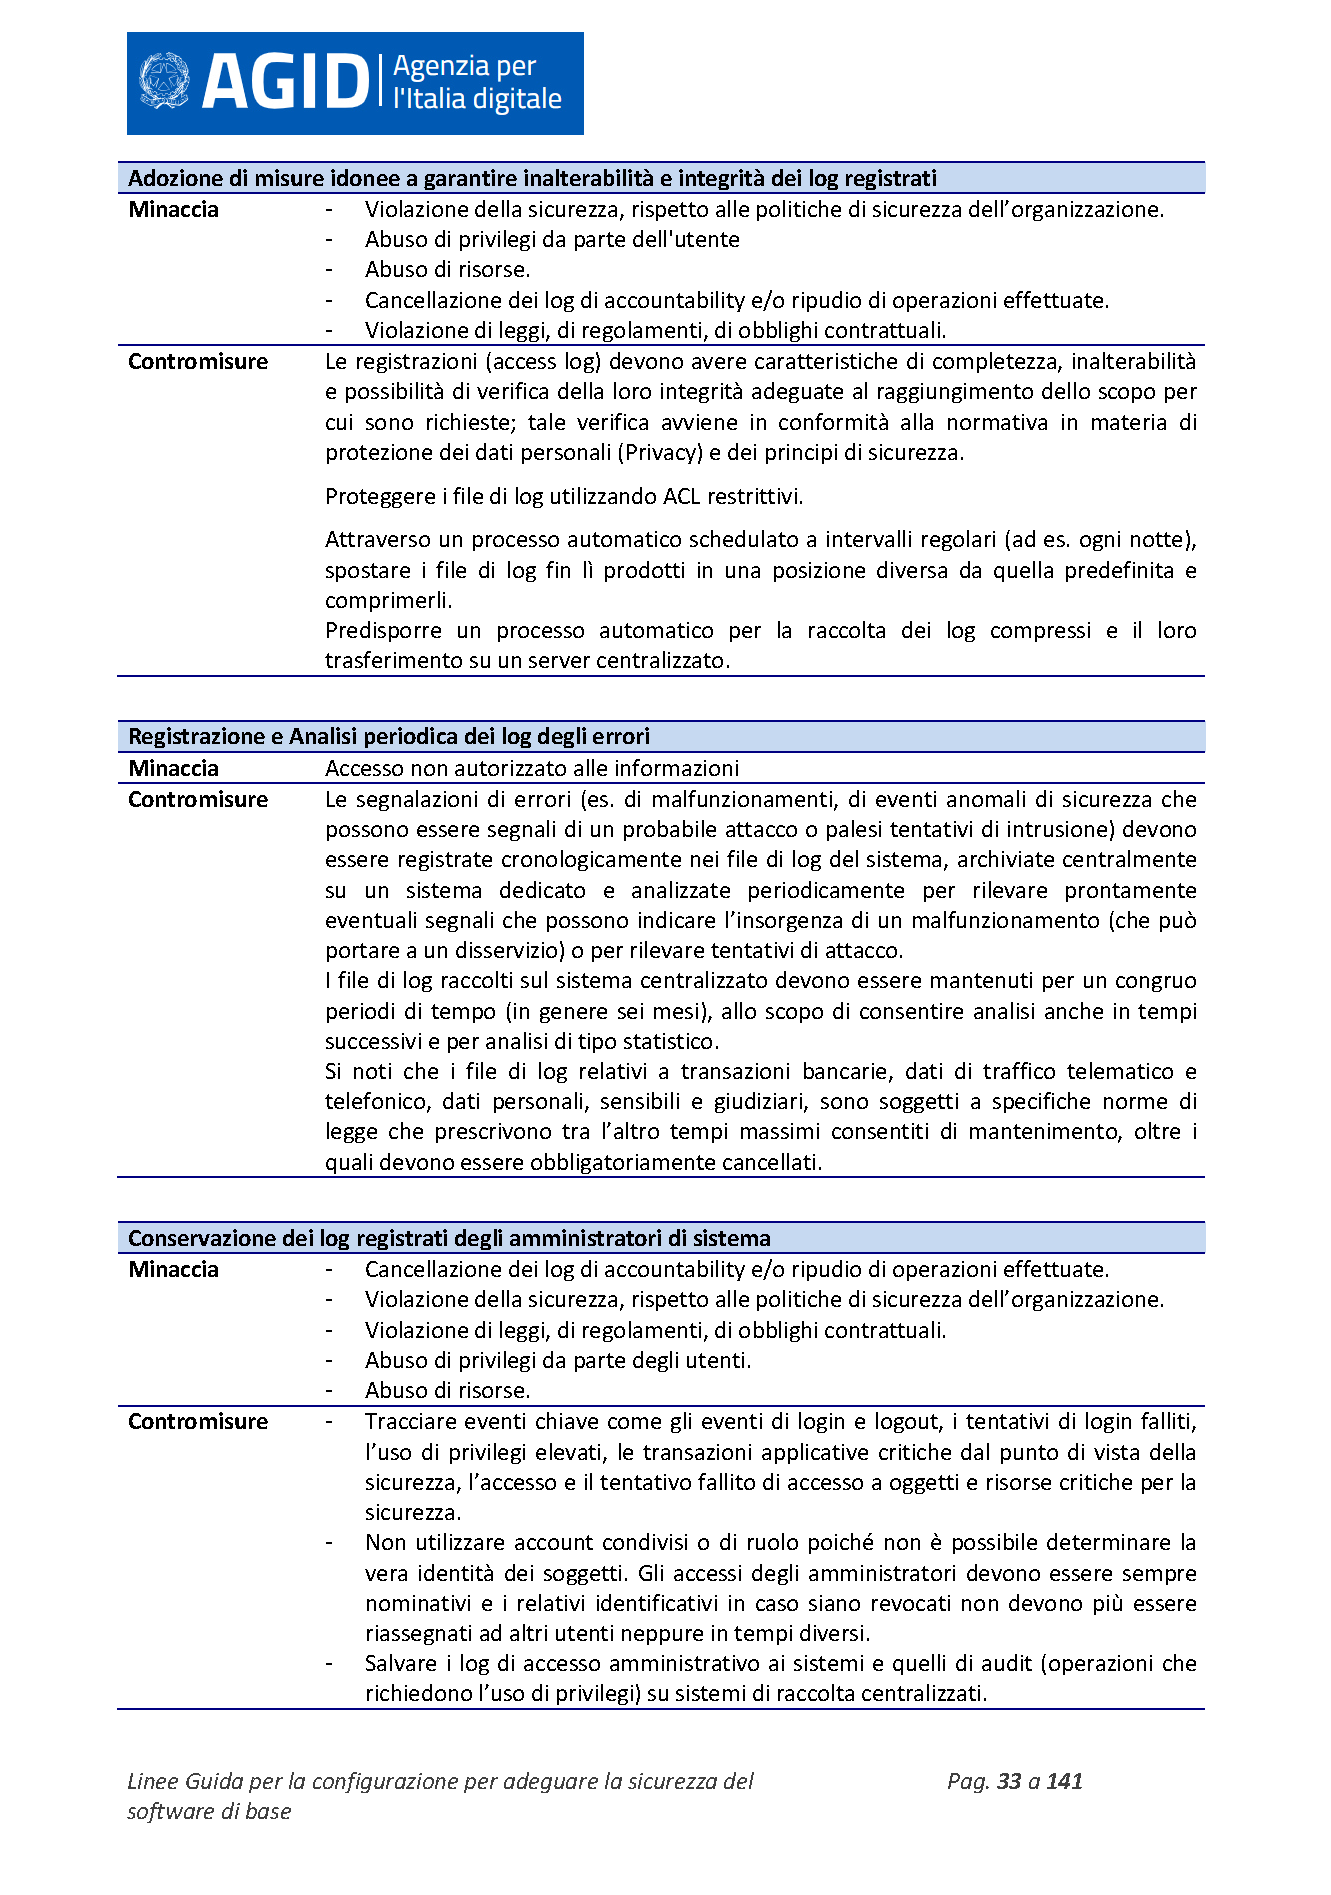 AGID
Agenzia per
l'Italia digitale
Adozione di misure idonee a garantire inalterabilità e integrità dei log registrati
Minaccia
- Violazione della sicurezza, rispetto alle politiche di sicurezza dell’organizzazione.
- Abuso di privilegi da parte dell'utente
- Abuso di risorse.
- Cancellazione dei log di accountability e/o ripudio di operazioni effettuate.
- Violazione di leggi, di regolamenti, di obblighi contrattuali.
Contromisure
Le registrazioni (access log) devono avere caratteristiche di completezza, inalterabilità
e possibilità di verifica della loro integrità adeguate al raggiungimento dello scopo per
cui sono richieste; tale verifica avviene in conformità alla normativa in materia di
protezione dei dati personali (Privacy) e dei principi di sicurezza.
Proteggere i file di log utilizzando ACL restrittivi.
Attraverso un processo automatico schedulato a intervalli regolari (ad es. ogni notte),
spostare i file di log fin lì prodotti in una posizione diversa da quella predefinita e
comprimerli.
Predisporre un processo automatico per la raccolta dei log compressi e il loro
trasferimento su un server centralizzato.
Registrazione e Analisi periodica dei log degli errori
Minaccia
Accesso non autorizzato alle informazioni
Contromisure
Le segnalazioni di errori (es. di malfunzionamenti, di eventi anomali di sicurezza che
possono essere segnali di un probabile attacco o palesi tentativi di intrusione) devono
essere registrate cronologicamente nei file di log del sistema, archiviate centralmente
su un sistema dedicato e analizzate periodicamente per rilevare prontamente
eventuali segnali che possono indicare l’insorgenza di un malfunzionamento (che può
portare a un disservizio) o per rilevare tentativi di attacco.
I file di log raccolti sul sistema centralizzato devono essere mantenuti per un congruo
periodi di tempo (in genere sei mesi), allo scopo di consentire analisi anche in tempi
successivi e per analisi di tipo statistico.
Si noti che i file di log relativi a transazioni bancarie, dati di traffico telematico e
telefonico, dati personali, sensibili e giudiziari, sono soggetti a specifiche norme di
legge che prescrivono tra l’altro tempi massimi consentiti di mantenimento, oltre i
quali devono essere obbligatoriamente cancellati.
Conservazione dei log registrati degli amministratori di sistema
Minaccia
- Cancellazione dei log di accountability e/o ripudio di operazioni effettuate.
- Violazione della sicurezza, rispetto alle politiche di sicurezza dell’organizzazione.
- Violazione di leggi, di regolamenti, di obblighi contrattuali.
- Abuso di privilegi da parte degli utenti.
- Abuso di risorse.
Contromisure
- Tracciare eventi chiave come gli eventi di login e logout, i tentativi di login falliti,
l’uso di privilegi elevati, le transazioni applicative critiche dal punto di vista della
sicurezza, l’accesso e il tentativo fallito di accesso a oggetti e risorse critiche per la
sicurezza.
- Non utilizzare account condivisi o di ruolo poiché non è possibile determinare la
vera identità dei soggetti. Gli accessi degli amministratori devono essere sempre
nominativi e i relativi identificativi in caso siano revocati non devono più essere
riassegnati ad altri utenti neppure in tempi diversi.
- Salvare i log di accesso amministrativo ai sistemi e quelli di audit (operazioni che
richiedono l’uso di privilegi) su sistemi di raccolta centralizzati.
Linee Guida per la configurazione per adeguare la sicurezza del
software di base
Pag. 33 a 141